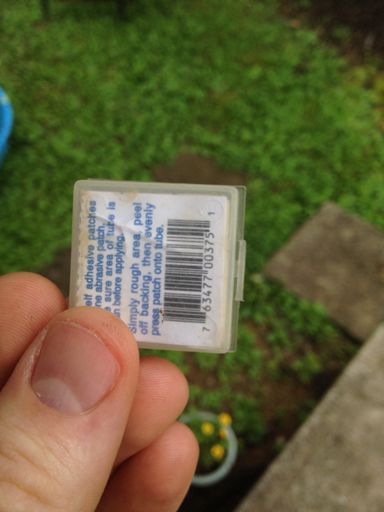 elf adhesive patches
ne abrasive patch.
sure area of tube is
n before applying.
Simply rough area, peel
off backing, then evenly
press patch onto tube.
7 63477 00375 1